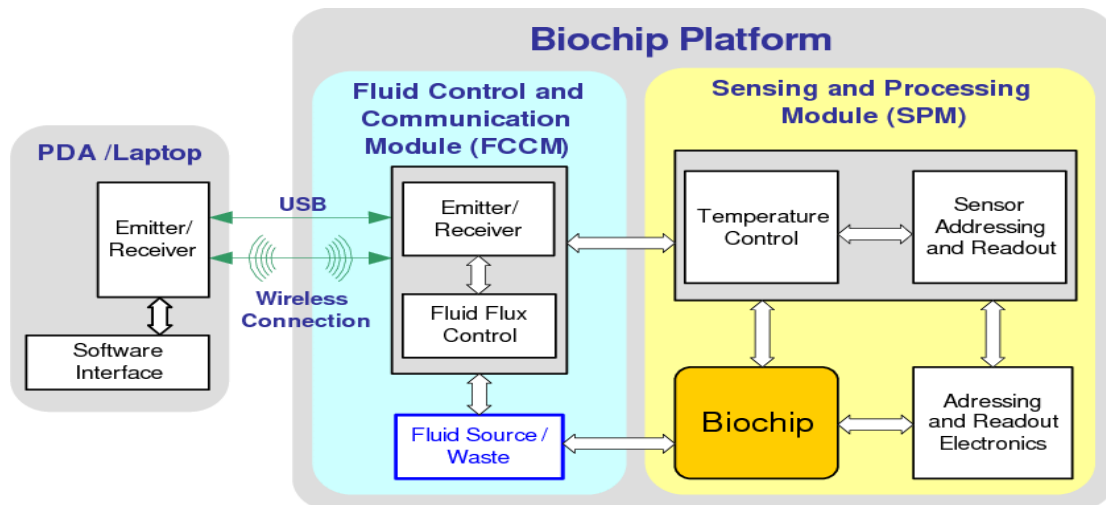 Biochip Platform
PDA /Laptop
Emitter/
Receiver
Software
Interface
USB
Wireless
Connection
Fluid Control and
Communication
Module (FCCM)
Emitter/
Receiver
Fluid Flux
Control
Fluid Source /
Waste
Sensing and Processing
Module (SPM)
Temperature
Control
Sensor
Addressing
and Readout
Biochip
Adressing
and Readout
Electronics